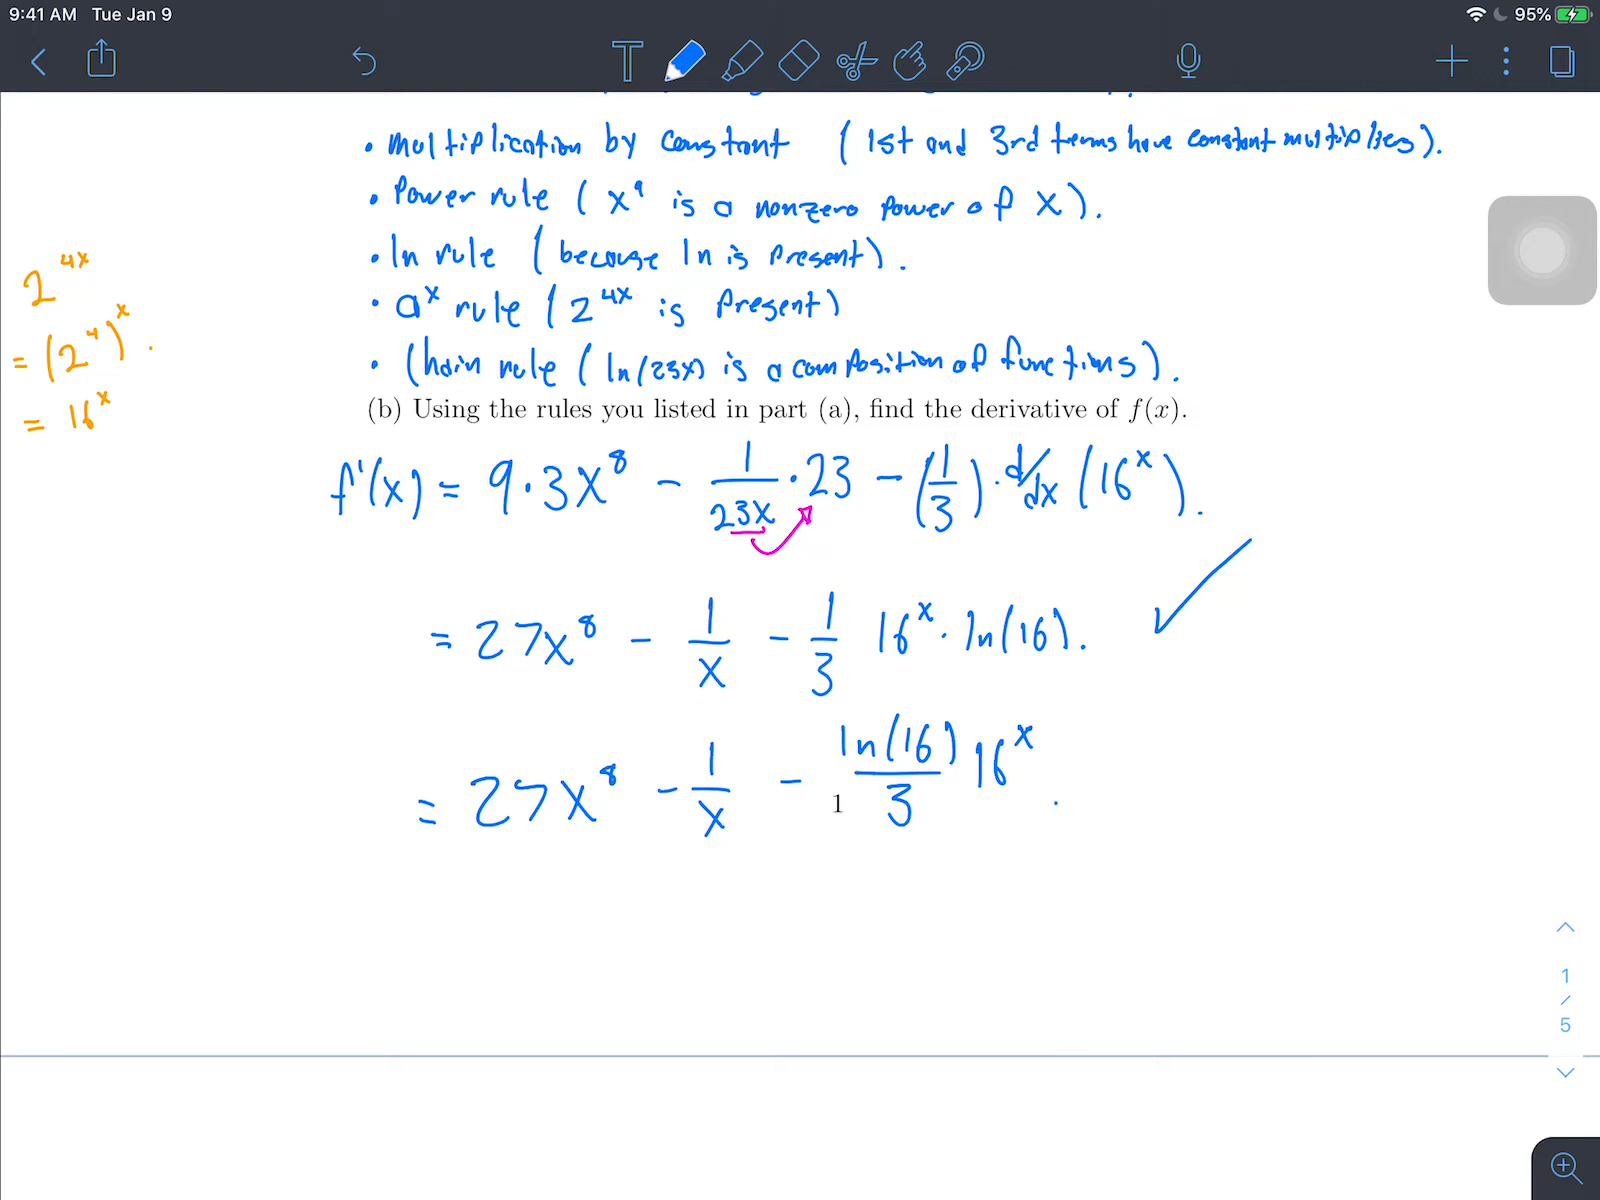 9:41 AM Tue Jan 9 95%
• multiplication by constant (1st and 3rd terms have constant multiplies).
• Power rule (x⁹ is a nonzero power of x).
• ln rule (because ln is present).
• aˣ rule (2⁴ˣ is present)
• Chain rule (ln(23x) is a composition of functions).
2⁴ˣ
= (2⁴)ˣ.
= 16ˣ
(b) Using the rules you listed in part (a), find the derivative of f(x).
f'(x) = 9·3x⁸ − 1/23x · 23 − (1/3)· d/dx (16ˣ).
= 27x⁸ − 1/x − 1/3 16ˣ· ln(16). ✓
= 27x⁸ − 1/x − ln(16)/3 16ˣ.
1
1
/
5